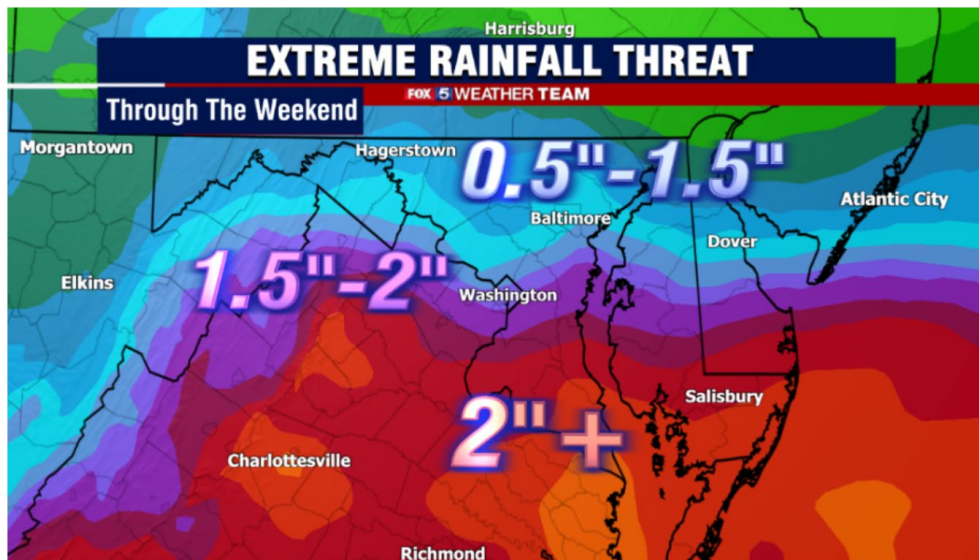 Harrisburg
EXTREME RAINFALL THREAT
FOX 5 WEATHER TEAM
Through The Weekend
Morgantown
Hagerstown
0.5"-1.5"
Baltimore
Atlantic City
Dover
Elkins
1.5"-2"
Washington
Salisbury
2"+
Charlottesville
Richmond